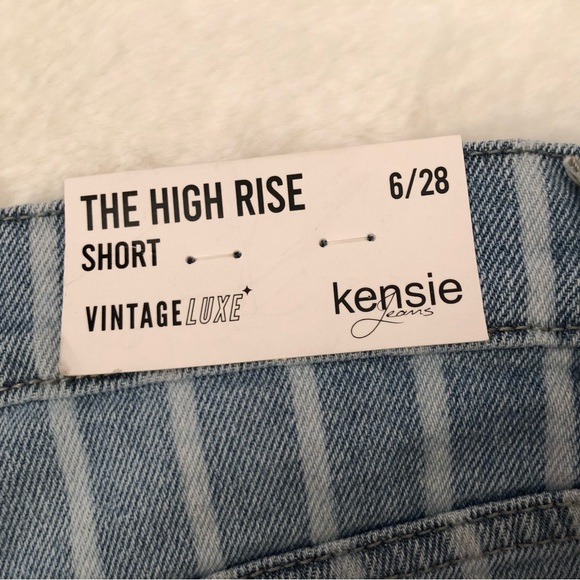 THE HIGH RISE 6/28
SHORT
VINTAGE LUXE
kensie
Jeans